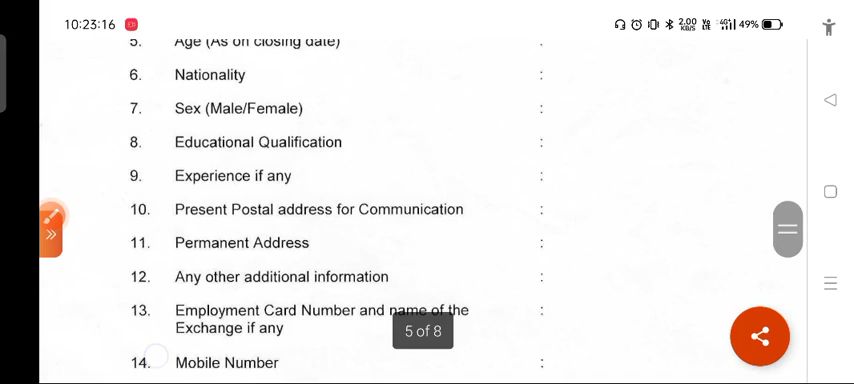 10:23:16
2.00 KB/S Vo LTE 4G 49%
5. Age (As on closing date) :
6. Nationality :
7. Sex (Male/Female) :
8. Educational Qualification :
9. Experience if any :
10. Present Postal address for Communication :
11. Permanent Address :
12. Any other additional information :
13. Employment Card Number and name of the :
Exchange if any
5 of 8
14. Mobile Number :